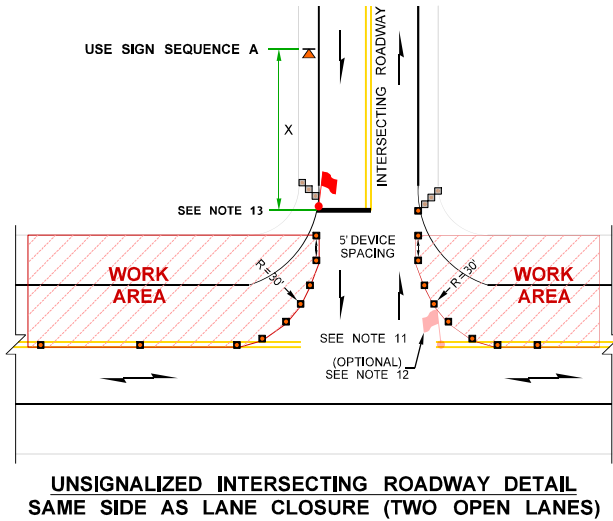 USE SIGN SEQUENCE A
X
INTERSECTING ROADWAY
SEE NOTE 13
5' DEVICE
SPACING
R=30'
R=30'
WORK
AREA
WORK
AREA
SEE NOTE 11
(OPTIONAL)
SEE NOTE 12
UNSIGNALIZED INTERSECTING ROADWAY DETAIL
SAME SIDE AS LANE CLOSURE (TWO OPEN LANES)